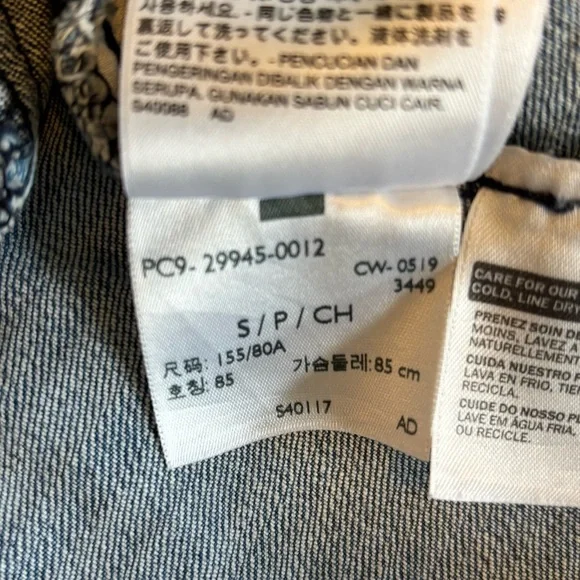 사용하세요. - 同じ色物と一緒に製品を
裏返して洗ってください。液体洗剤を
ご使用下さい。 - PENCUCIAN DAN
PENGERINGAN DIBALIK DENGAN WARNA
SERUPA. GUNAKAN SABUN CUCI CAIR.
S40088 AD
PC9- 29945-0012
CW- 0519
3449
S / P / CH
尺码: 155/80A
호칭: 85
가슴둘레: 85 cm
S40117
AD
CARE FOR OUR
COLD, LINE DRY
PRENEZ SOIN D
MOINS, LAVEZ A
NATURELLEMENT
CUIDA NUESTRO P
LAVA EN FRIO, TIE
RECICLA.
CUIDE DO NOSSO PL
LAVE EM ÁGUA FRIA,
OU RECICLE.